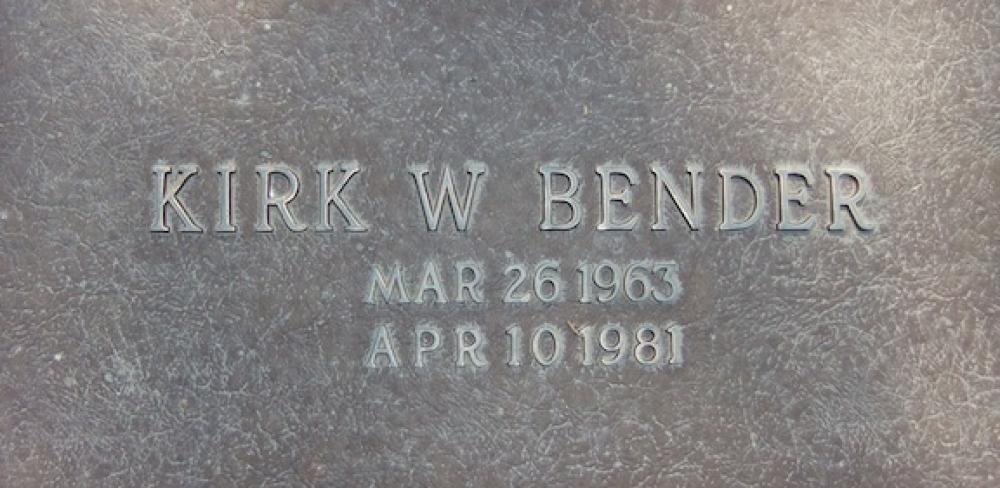 KIRK W BENDER
MAR 26 1963
APR 10 1981